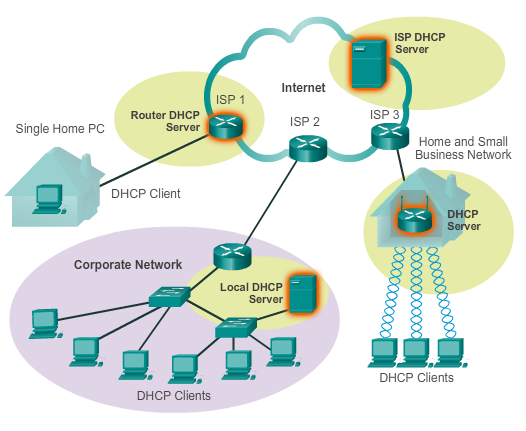 ISP DHCP
Server
Internet
ISP 1
Router DHCP
Server
ISP 2
ISP 3
Single Home PC
Home and Small
Business Network
DHCP Client
DHCP
Server
Corporate Network
Local DHCP
Server
DHCP Clients
DHCP Clients